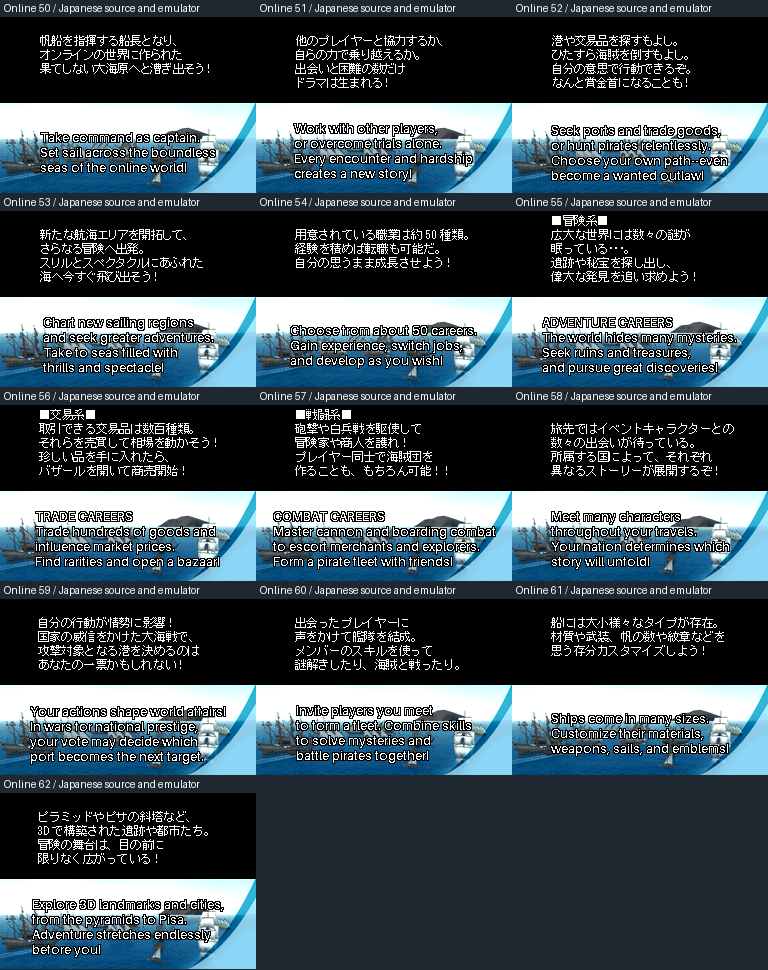 Online 50 / Japanese source and emulator
帆船を指揮する船長となり、
オンラインの世界に作られた
果てしない大海原へと漕ぎ出そう！
Take command as captain.
Set sail across the boundless
seas of the online world!
Online 51 / Japanese source and emulator
他のプレイヤーと協力するか、
自らの力で乗り越えるか。
出会いと困難の数だけ
ドラマは生まれる！
Work with other players,
or overcome trials alone.
Every encounter and hardship
creates a new story!
Online 52 / Japanese source and emulator
港や交易品を探すもよし。
ひたすら海賊を倒すもよし。
自分の意思で行動できるぞ。
なんと賞金首になることも！
Seek ports and trade goods,
or hunt pirates relentlessly.
Choose your own path--even
become a wanted outlaw!
Online 53 / Japanese source and emulator
新たな航海エリアを開拓して、
さらなる冒険へ出発。
スリルとスペクタクルにあふれた
海へ今すぐ飛び出そう！
Chart new sailing regions
and seek greater adventures.
Take to seas filled with
thrills and spectacle!
Online 54 / Japanese source and emulator
用意されている職業は約50種類。
経験を積めば転職も可能だ。
自分の思うまま成長させよう！
Choose from about 50 careers.
Gain experience, switch jobs,
and develop as you wish!
Online 55 / Japanese source and emulator
■冒険系■
広大な世界には数々の謎が
眠っている･･･。
遺跡や秘宝を探し出し、
偉大な発見を追い求めよう！
ADVENTURE CAREERS
The world hides many mysteries.
Seek ruins and treasures,
and pursue great discoveries!
Online 56 / Japanese source and emulator
■交易系■
取引できる交易品は数百種類。
それらを売買して相場を動かそう！
珍しい品を手に入れたら、
バザールを開いて商売開始！
TRADE CAREERS
Trade hundreds of goods and
influence market prices.
Find rarities and open a bazaar!
Online 57 / Japanese source and emulator
■戦闘系■
砲撃や白兵戦を駆使して
冒険家や商人を護れ！
プレイヤー同士で海賊団を
作ることも、もちろん可能！！
COMBAT CAREERS
Master cannon and boarding combat
to escort merchants and explorers.
Form a pirate fleet with friends!
Online 58 / Japanese source and emulator
旅先ではイベントキャラクターとの
数々の出会いが待っている。
所属する国によって、それぞれ
異なるストーリーが展開するぞ！
Meet many characters
throughout your travels.
Your nation determines which
story will unfold!
Online 59 / Japanese source and emulator
自分の行動が情勢に影響！
国家の威信をかけた大海戦で、
攻撃対象となる港を決めるのは
あなたの一票かもしれない！
Your actions shape world affairs!
In wars for national prestige,
your vote may decide which
port becomes the next target.
Online 60 / Japanese source and emulator
出会ったプレイヤーに
声をかけて艦隊を結成。
メンバーのスキルを使って
謎解きしたり、海賊と戦ったり。
Invite players you meet
to form a fleet. Combine skills
to solve mysteries and
battle pirates together!
Online 61 / Japanese source and emulator
船には大小様々なタイプが存在。
材質や武装、帆の数や紋章などを
思う存分カスタマイズしよう！
Ships come in many sizes.
Customize their materials,
weapons, sails, and emblems!
Online 62 / Japanese source and emulator
ピラミッドやピサの斜塔など、
3Dで構築された遺跡や都市たち。
冒険の舞台は、目の前に
限りなく広がっている！
Explore 3D landmarks and cities,
from the pyramids to Pisa.
Adventure stretches endlessly
before you!